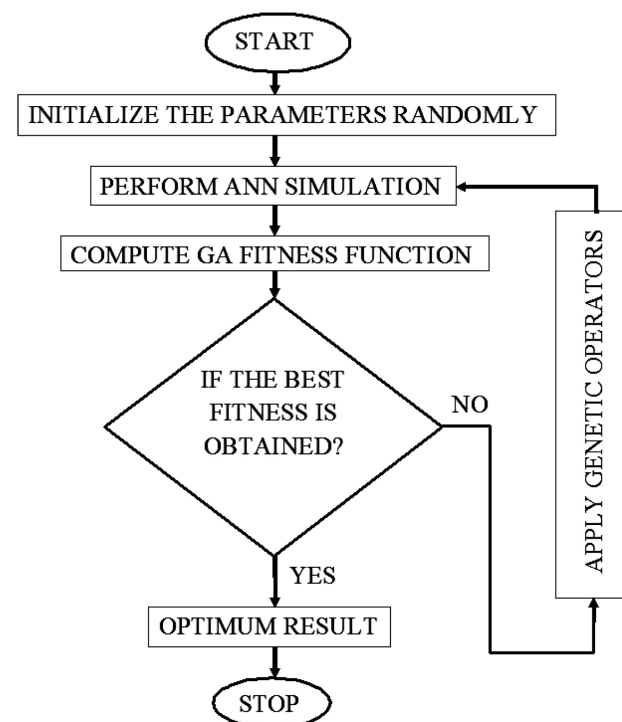 START
INITIALIZE THE PARAMETERS RANDOMLY
PERFORM ANN SIMULATION
COMPUTE GA FITNESS FUNCTION
IF THE BEST
FITNESS IS
OBTAINED?
NO
APPLY GENETIC OPERATORS
YES
OPTIMUM RESULT
STOP